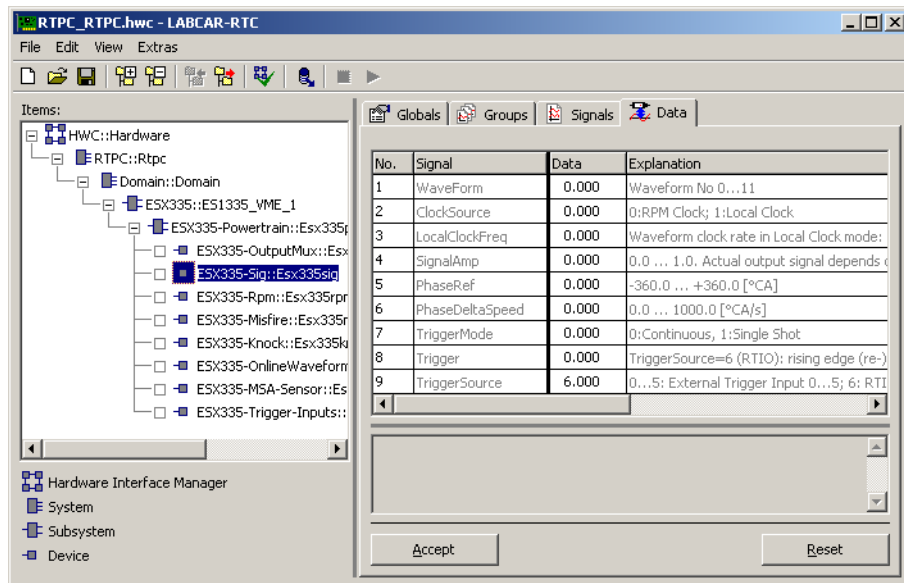 RTPC_RTPC.hwc - LABCAR-RTC
File Edit View Extras
Items:
HWC::Hardware
RTPC::Rtpc
Domain::Domain
ESX335::ES1335_VME_1
ESX335-Powertrain::Esx335p
ESX335-OutputMux::Esx
ESX335-Sig::Esx335sig
ESX335-Rpm::Esx335rpm
ESX335-Misfire::Esx335r
ESX335-Knock::Esx335k
ESX335-OnlineWaveform
ESX335-MSA-Sensor::Es
ESX335-Trigger-Inputs::
Hardware Interface Manager
System
Subsystem
Device
Globals Groups Signals Data
No. Signal Data Explanation
1 WaveForm 0.000 Waveform No 0...11
2 ClockSource 0.000 0:RPM Clock; 1:Local Clock
3 LocalClockFreq 0.000 Waveform clock rate in Local Clock mode:
4 SignalAmp 0.000 0.0 ... 1.0. Actual output signal depends
5 PhaseRef 0.000 -360.0 ... +360.0 [°CA]
6 PhaseDeltaSpeed 0.000 0.0 ... 1000.0 [°CA/s]
7 TriggerMode 0.000 0:Continuous, 1:Single Shot
8 Trigger 0.000 TriggerSource=6 (RTIO): rising edge (re-)
9 TriggerSource 6.000 0...5: External Trigger Input 0...5; 6: RTI
Accept Reset